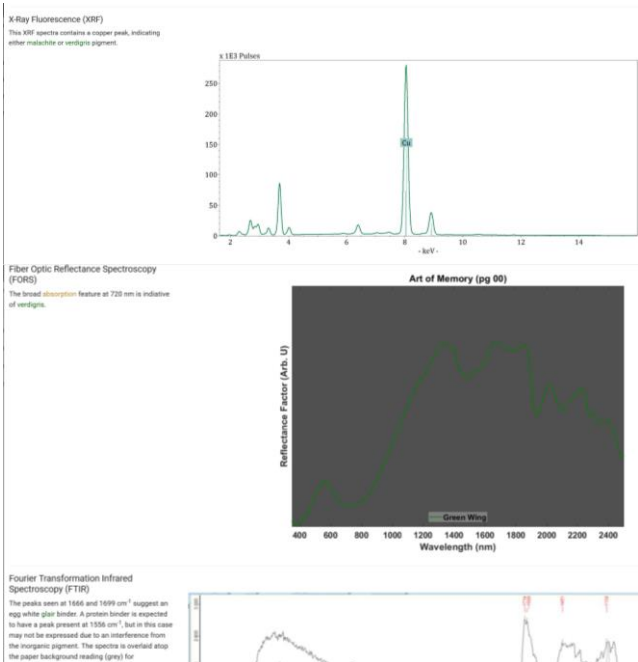 X-Ray Fluorescence (XRF)
This XRF spectra contains a copper peak, indicating
either malachite or verdigris pigment.
x 1E3 Pulses
250
200
150
100
50
0
2 4 6 8 10 12 14
- keV -
Cu
Fiber Optic Reflectance Spectroscopy
(FORS)
The broad absorption feature at 720 nm is indiative
of verdigris.
Art of Memory (pg 00)
Reflectance Factor (Arb. U)
Green Wing
400 600 800 1000 1200 1400 1600 1800 2000 2200 2400
Wavelength (nm)
Fourier Transformation Infrared
Spectroscopy (FTIR)
The peaks seen at 1666 and 1699 cm-1 suggest an
egg white glair binder. A protein binder is expected
to have a peak present at 1556 cm-1, but in this case
may not be expressed due to an interference from
the inorganic pigment. The spectra is overlaid atop
the paper background reading (grey) for